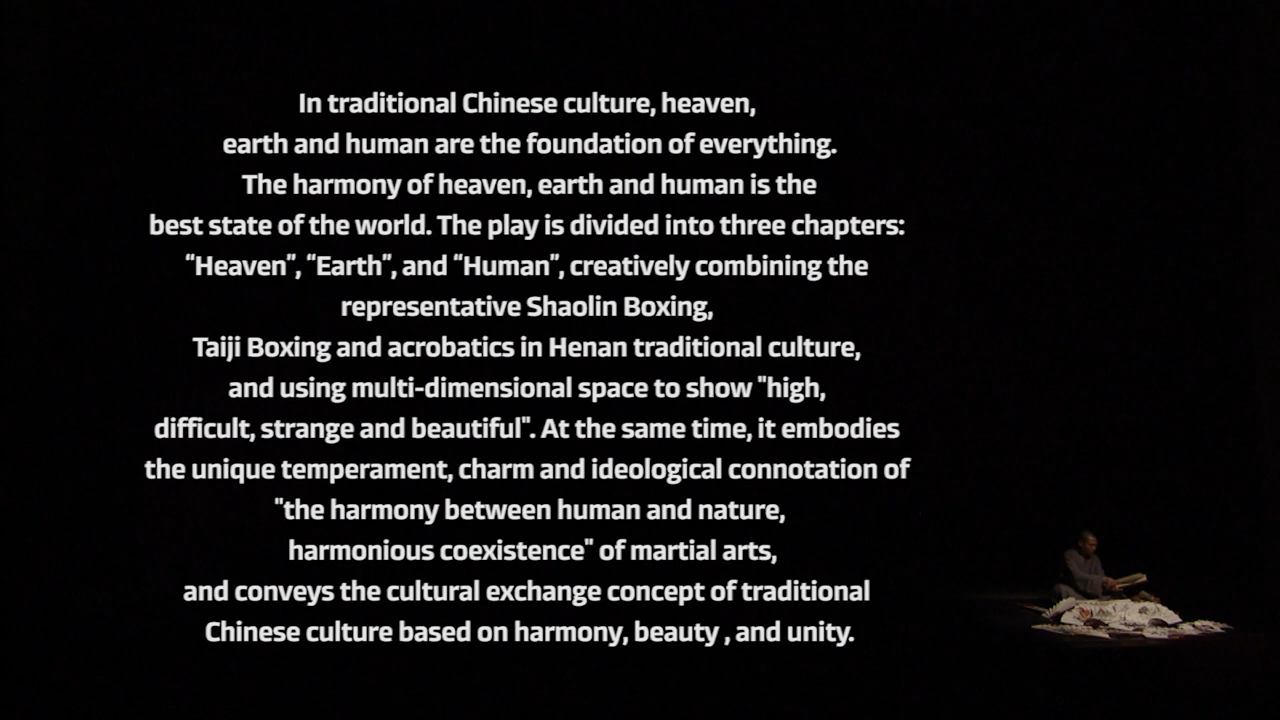 In traditional Chinese culture, heaven,
earth and human are the foundation of everything.
The harmony of heaven, earth and human is the
best state of the world. The play is divided into three chapters:
“Heaven”, “Earth”, and “Human”, creatively combining the
representative Shaolin Boxing,
Taiji Boxing and acrobatics in Henan traditional culture,
and using multi-dimensional space to show "high,
difficult, strange and beautiful". At the same time, it embodies
the unique temperament, charm and ideological connotation of
"the harmony between human and nature,
harmonious coexistence" of martial arts,
and conveys the cultural exchange concept of traditional
Chinese culture based on harmony, beauty , and unity.